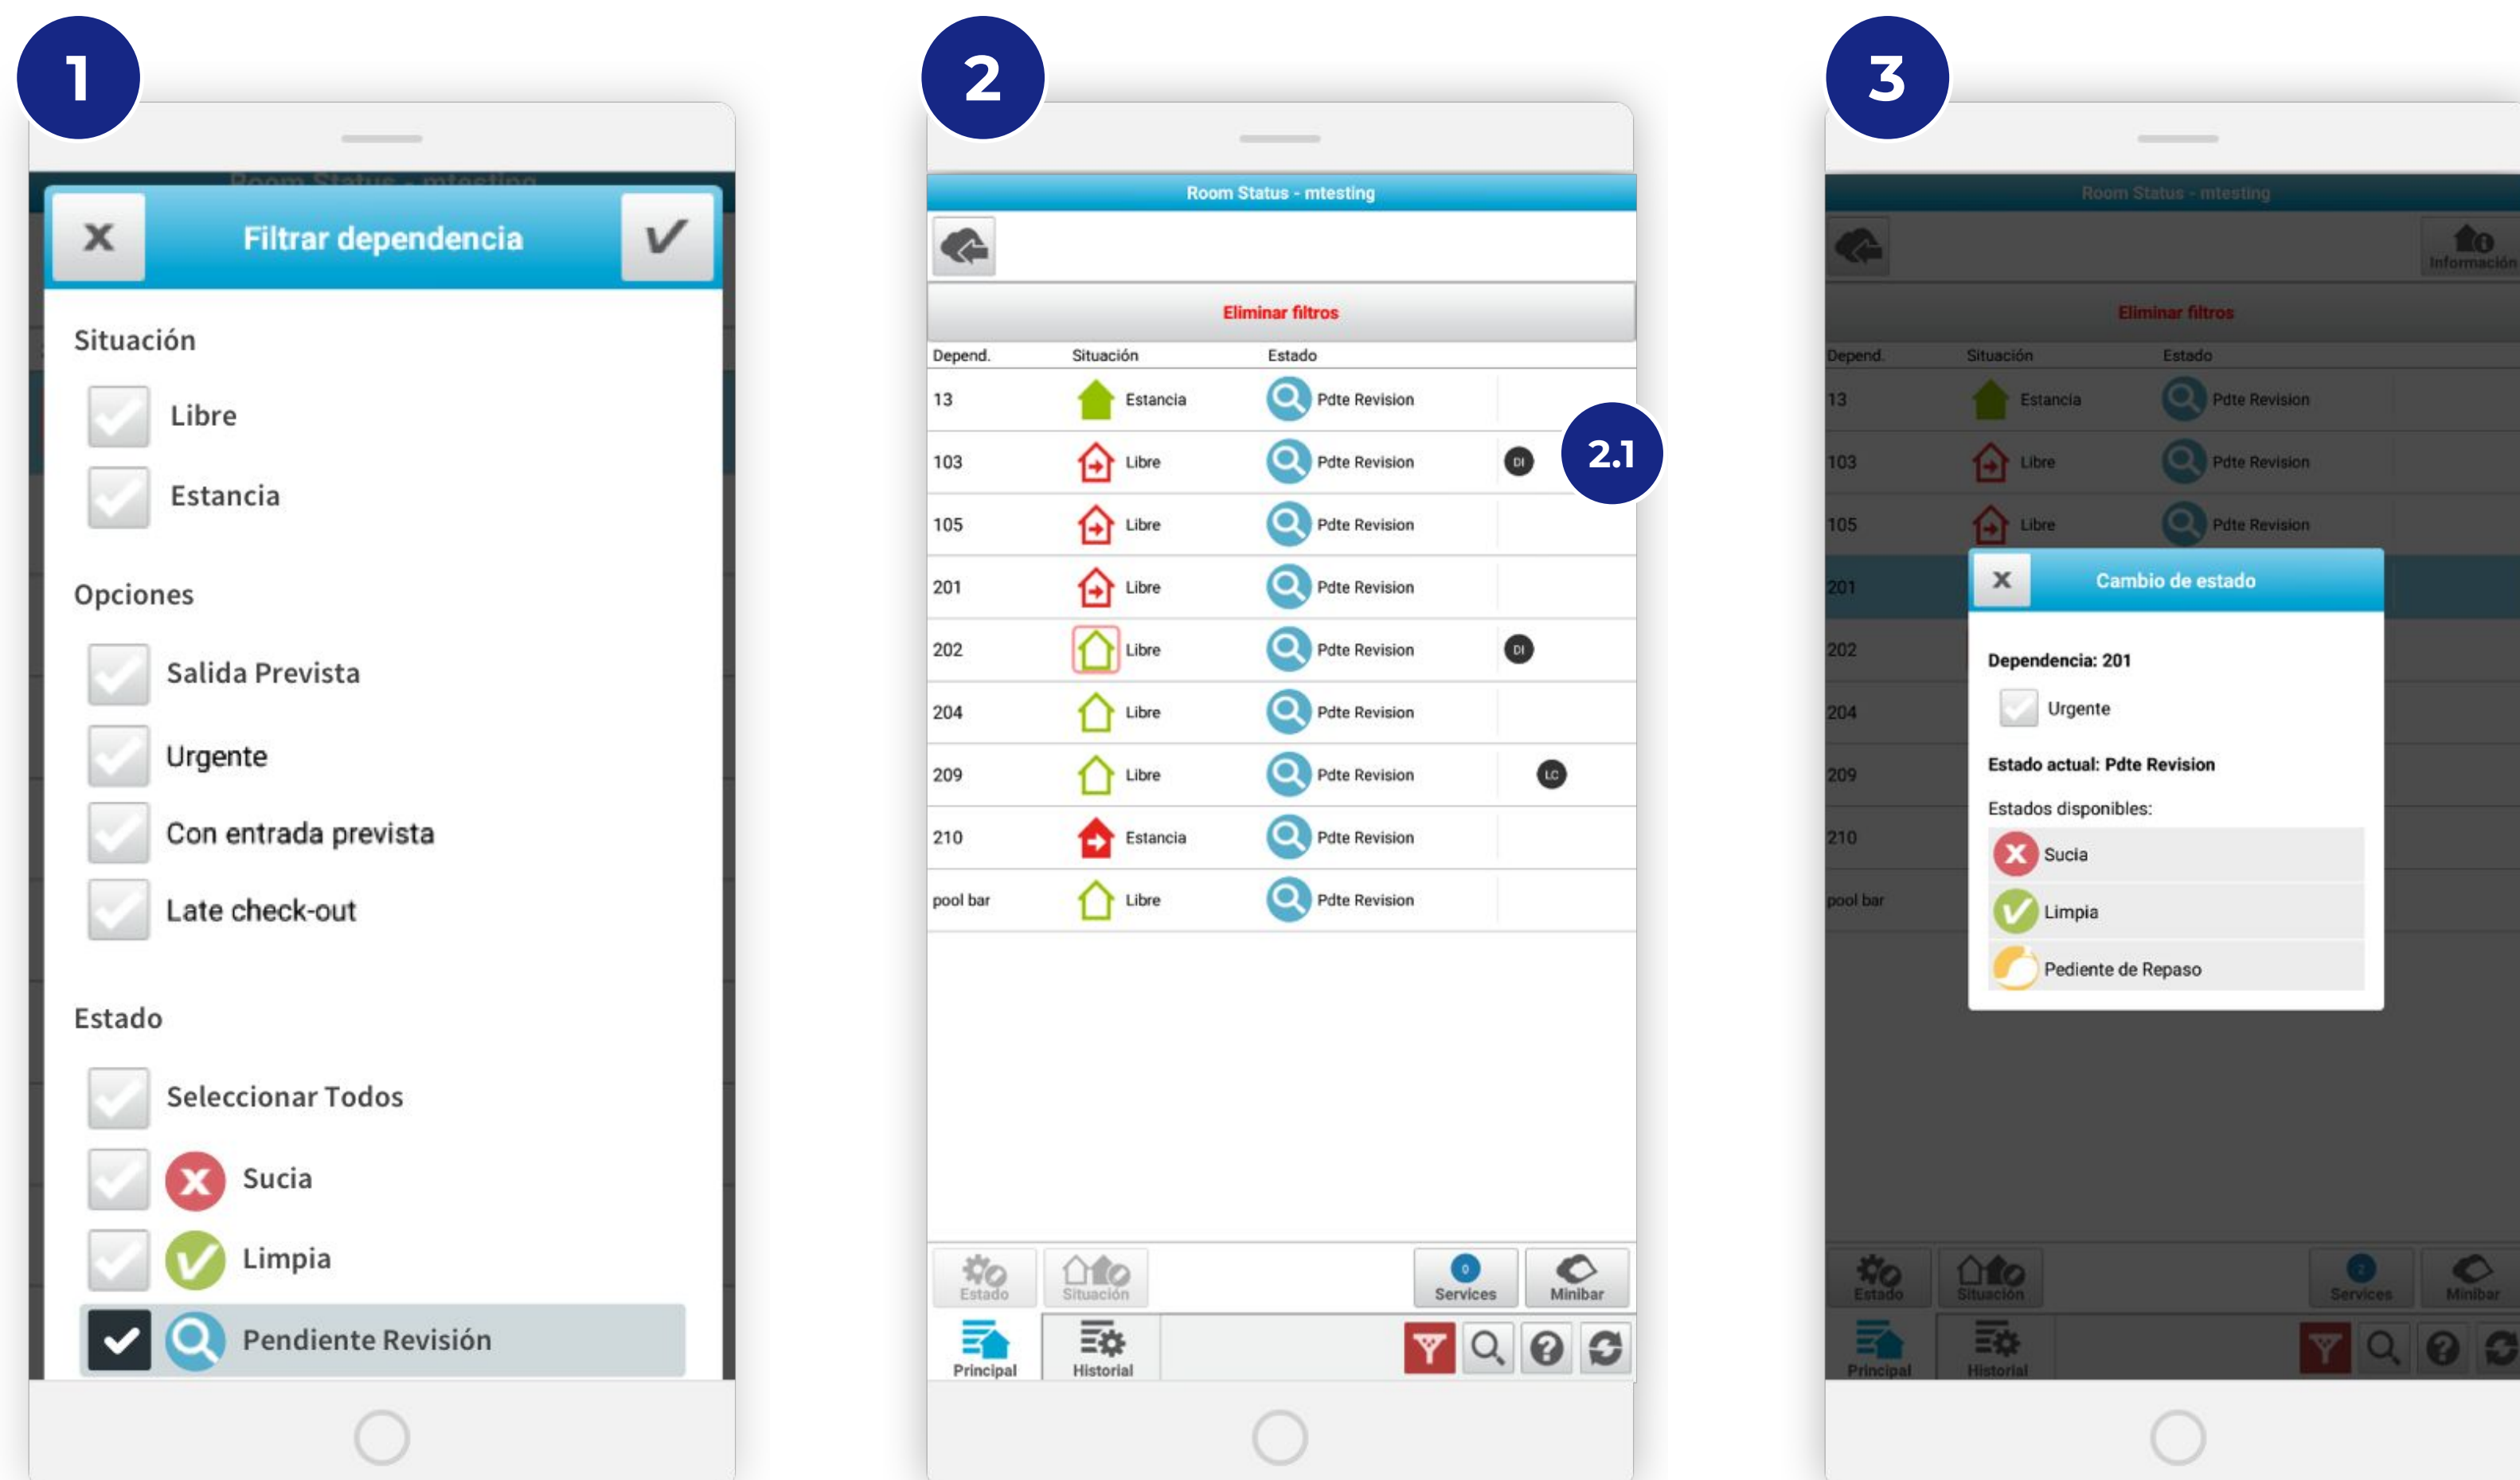 1
Room Status - mtesting
X Filtrar dependencia
Situación
Libre
Estancia
Opciones
Salida Prevista
Urgente
Con entrada prevista
Late check-out
Estado
Seleccionar Todos
Sucia
Limpia
Pendiente Revisión
2
Room Status - mtesting
Eliminar filtros
Depend. Situación Estado
13 Estancia Pdte Revision
2.1
103 Libre Pdte Revision DI
105 Libre Pdte Revision
201 Libre Pdte Revision
202 Libre Pdte Revision DI
204 Libre Pdte Revision
209 Libre Pdte Revision LC
210 Estancia Pdte Revision
pool bar Libre Pdte Revision
Estado Situación 0 Services Minibar
Principal Historial
3
Room Status - mtesting
Información
Eliminar filtros
Depend. Situación Estado
13 Estancia Pdte Revision
103 Libre Pdte Revision
105 Libre Pdte Revision
201
202
204
209
210
pool bar
X Cambio de estado
Dependencia: 201
Urgente
Estado actual: Pdte Revision
Estados disponibles:
Sucia
Limpia
Pediente de Repaso
Estado Situación 2 Services Minibar
Principal Historial